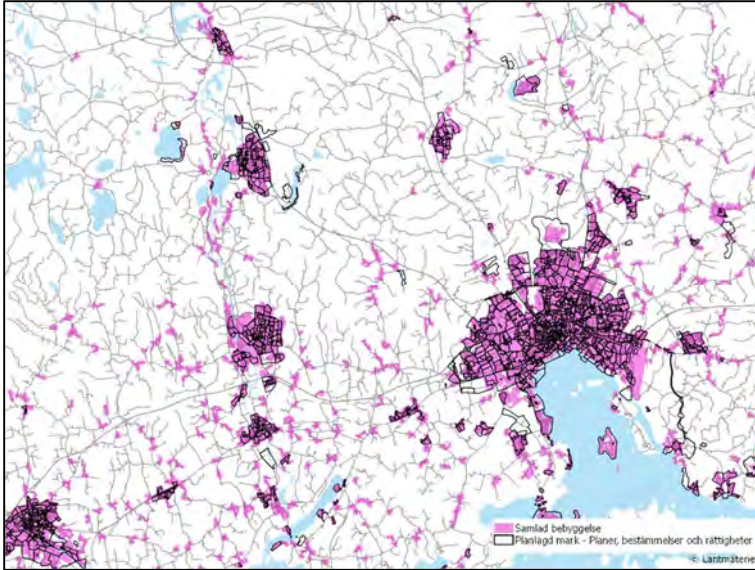 Samlad bebyggelse
Planlagd mark - Planer, bestämmelser och rättigheter
© Lantmäteriet